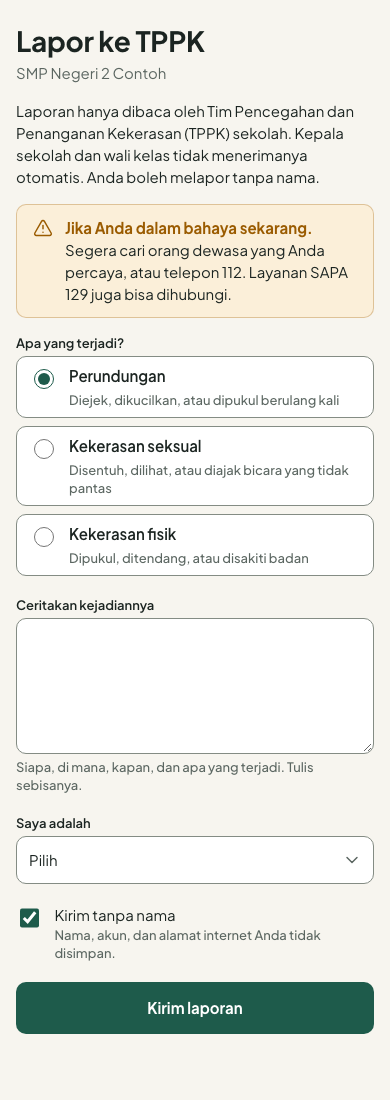 Lapor ke TPPK
SMP Negeri 2 Contoh
Laporan hanya dibaca oleh Tim Pencegahan dan
Penanganan Kekerasan (TPPK) sekolah. Kepala
sekolah dan wali kelas tidak menerimanya
otomatis. Anda boleh melapor tanpa nama.
Jika Anda dalam bahaya sekarang.
Segera cari orang dewasa yang Anda
percaya, atau telepon 112. Layanan SAPA
129 juga bisa dihubungi.
Apa yang terjadi?
Perundungan
Diejek, dikucilkan, atau dipukul berulang kali
Kekerasan seksual
Disentuh, dilihat, atau diajak bicara yang tidak
pantas
Kekerasan fisik
Dipukul, ditendang, atau disakiti badan
Ceritakan kejadiannya
Siapa, di mana, kapan, dan apa yang terjadi. Tulis
sebisanya.
Saya adalah
Pilih
Kirim tanpa nama
Nama, akun, dan alamat internet Anda tidak
disimpan.
Kirim laporan